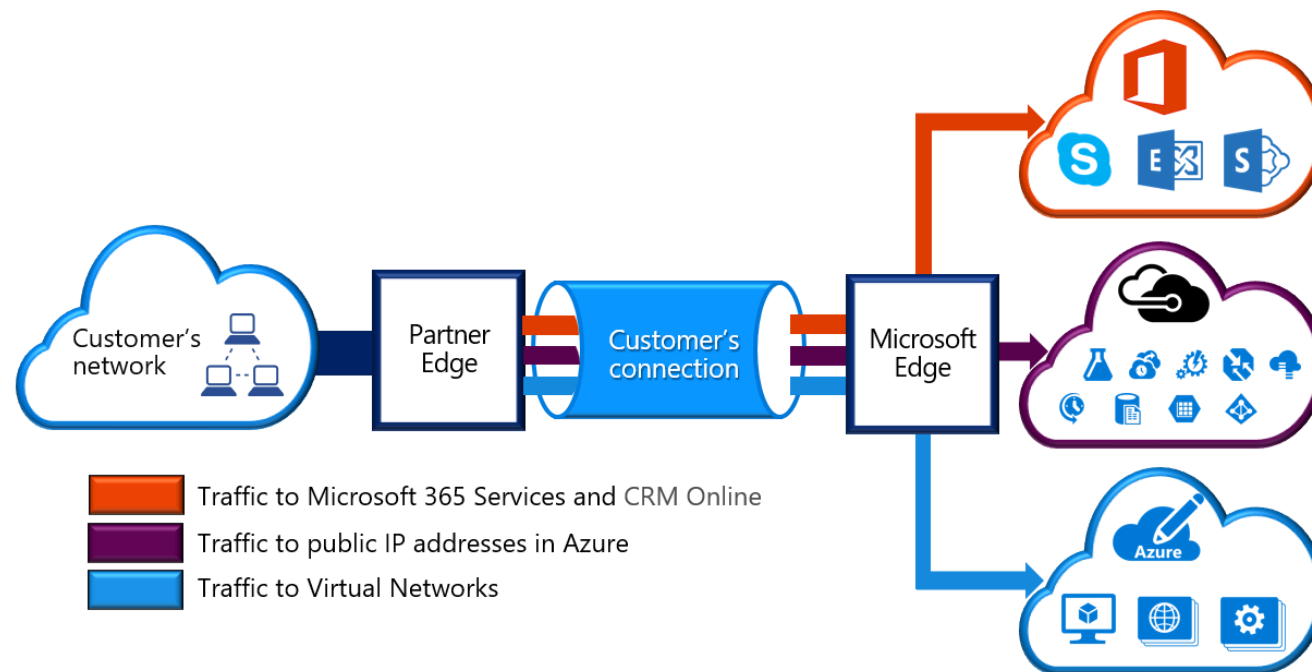 Customer's
network
Partner
Edge
Customer's
connection
Microsoft
Edge
S
E
S
Azure
Traffic to Microsoft 365 Services and CRM Online
Traffic to public IP addresses in Azure
Traffic to Virtual Networks